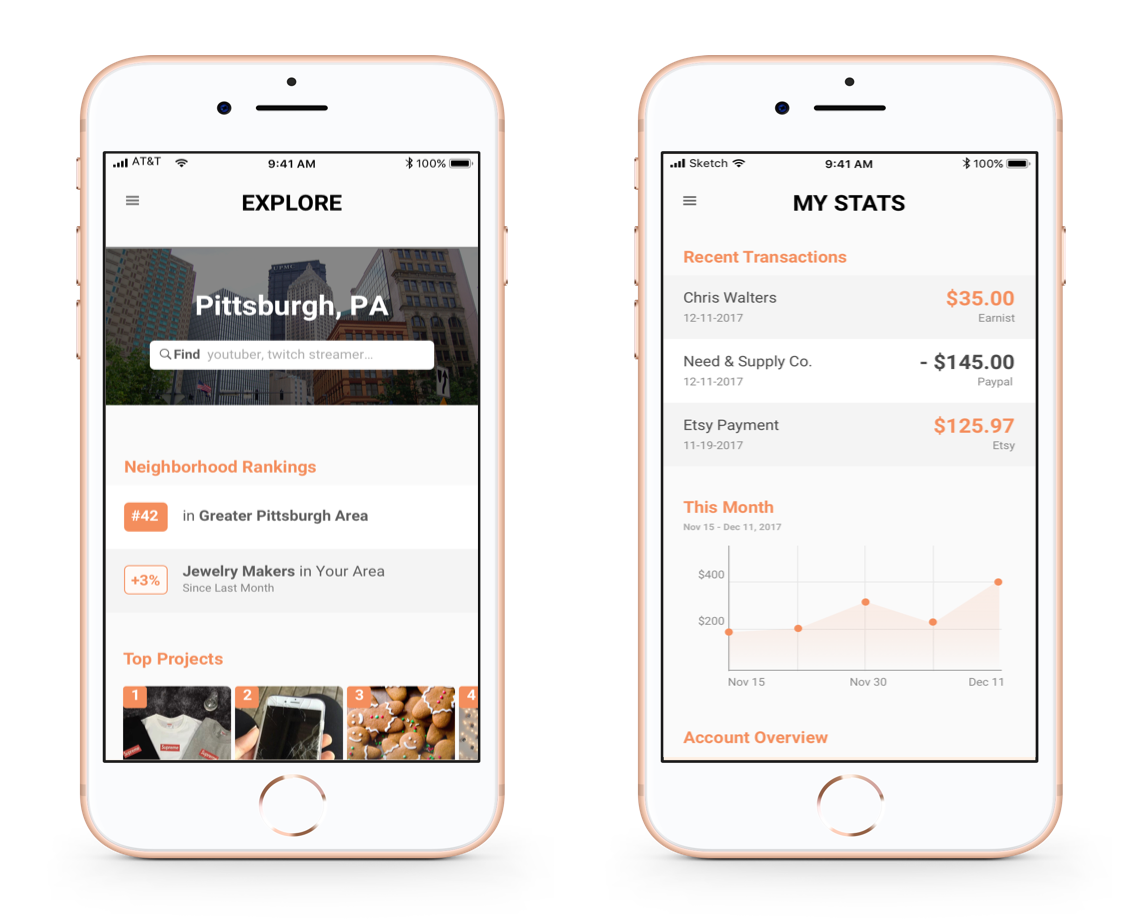 AT&T 9:41 AM 100%
EXPLORE
UPMC
Pittsburgh, PA
Find youtuber, twitch streamer...
Neighborhood Rankings
#42 in Greater Pittsburgh Area
+3% Jewelry Makers in Your Area
Since Last Month
Top Projects
1 2 3 4
Supreme Supreme Supreme
Sketch 9:41 AM 100%
MY STATS
Recent Transactions
Chris Walters $35.00
12-11-2017 Earnist
Need & Supply Co. - $145.00
12-11-2017 Paypal
Etsy Payment $125.97
11-19-2017 Etsy
This Month
Nov 15 - Dec 11, 2017
$400
$200
Nov 15 Nov 30 Dec 11
Account Overview